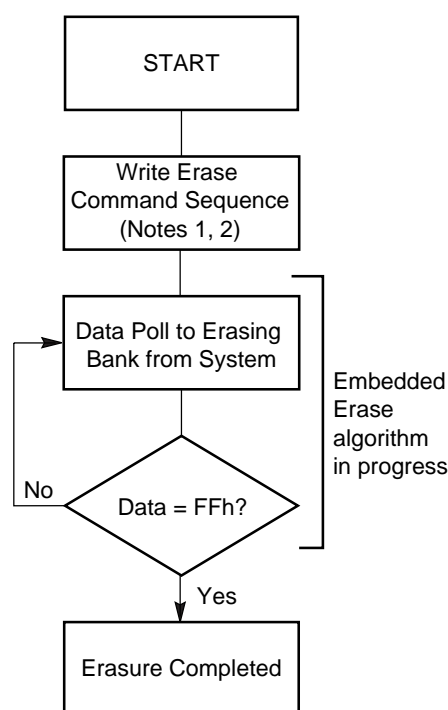 START
Write Erase
Command Sequence
(Notes 1, 2)
Data Poll to Erasing
Bank from System
Embedded
Erase
algorithm
in progress
No
Data = FFh?
Yes
Erasure Completed